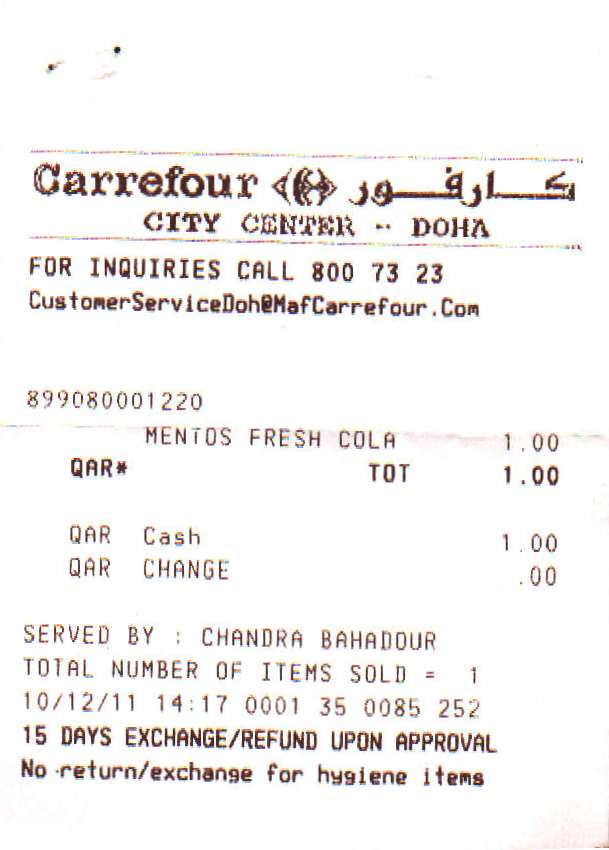 Carrefour كارفور
CITY CENTER - DOHA
FOR INQUIRIES CALL 800 73 23
CustomerServiceDoh@MafCarrefour.Com
899080001220
MENTOS FRESH COLA 1.00
QAR* TOT 1.00
QAR Cash 1.00
QAR CHANGE .00
SERVED BY : CHANDRA BAHADOUR
TOTAL NUMBER OF ITEMS SOLD = 1
10/12/11 14:17 0001 35 0085 252
15 DAYS EXCHANGE/REFUND UPON APPROVAL
No return/exchange for hygiene items